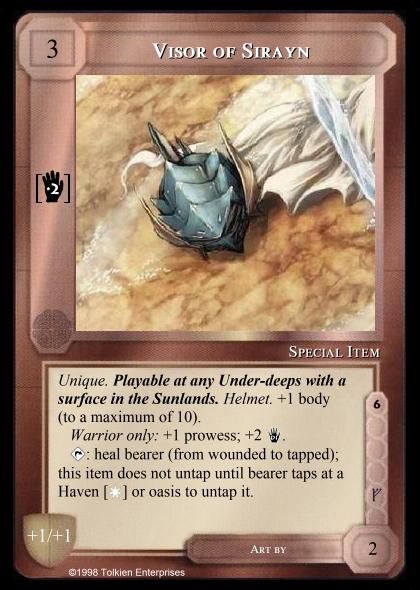 3
VISOR OF SIRAYN
[2]
SPECIAL ITEM
Unique. Playable at any Under-deeps with a
surface in the Sunlands. Helmet. +1 body
(to a maximum of 10).
Warrior only: +1 prowess; +2 .
: heal bearer (from wounded to tapped);
this item does not untap until bearer taps at a
Haven [ ] or oasis to untap it.
6
ᚠ
+1/+1
ART BY
2
©1998 Tolkien Enterprises